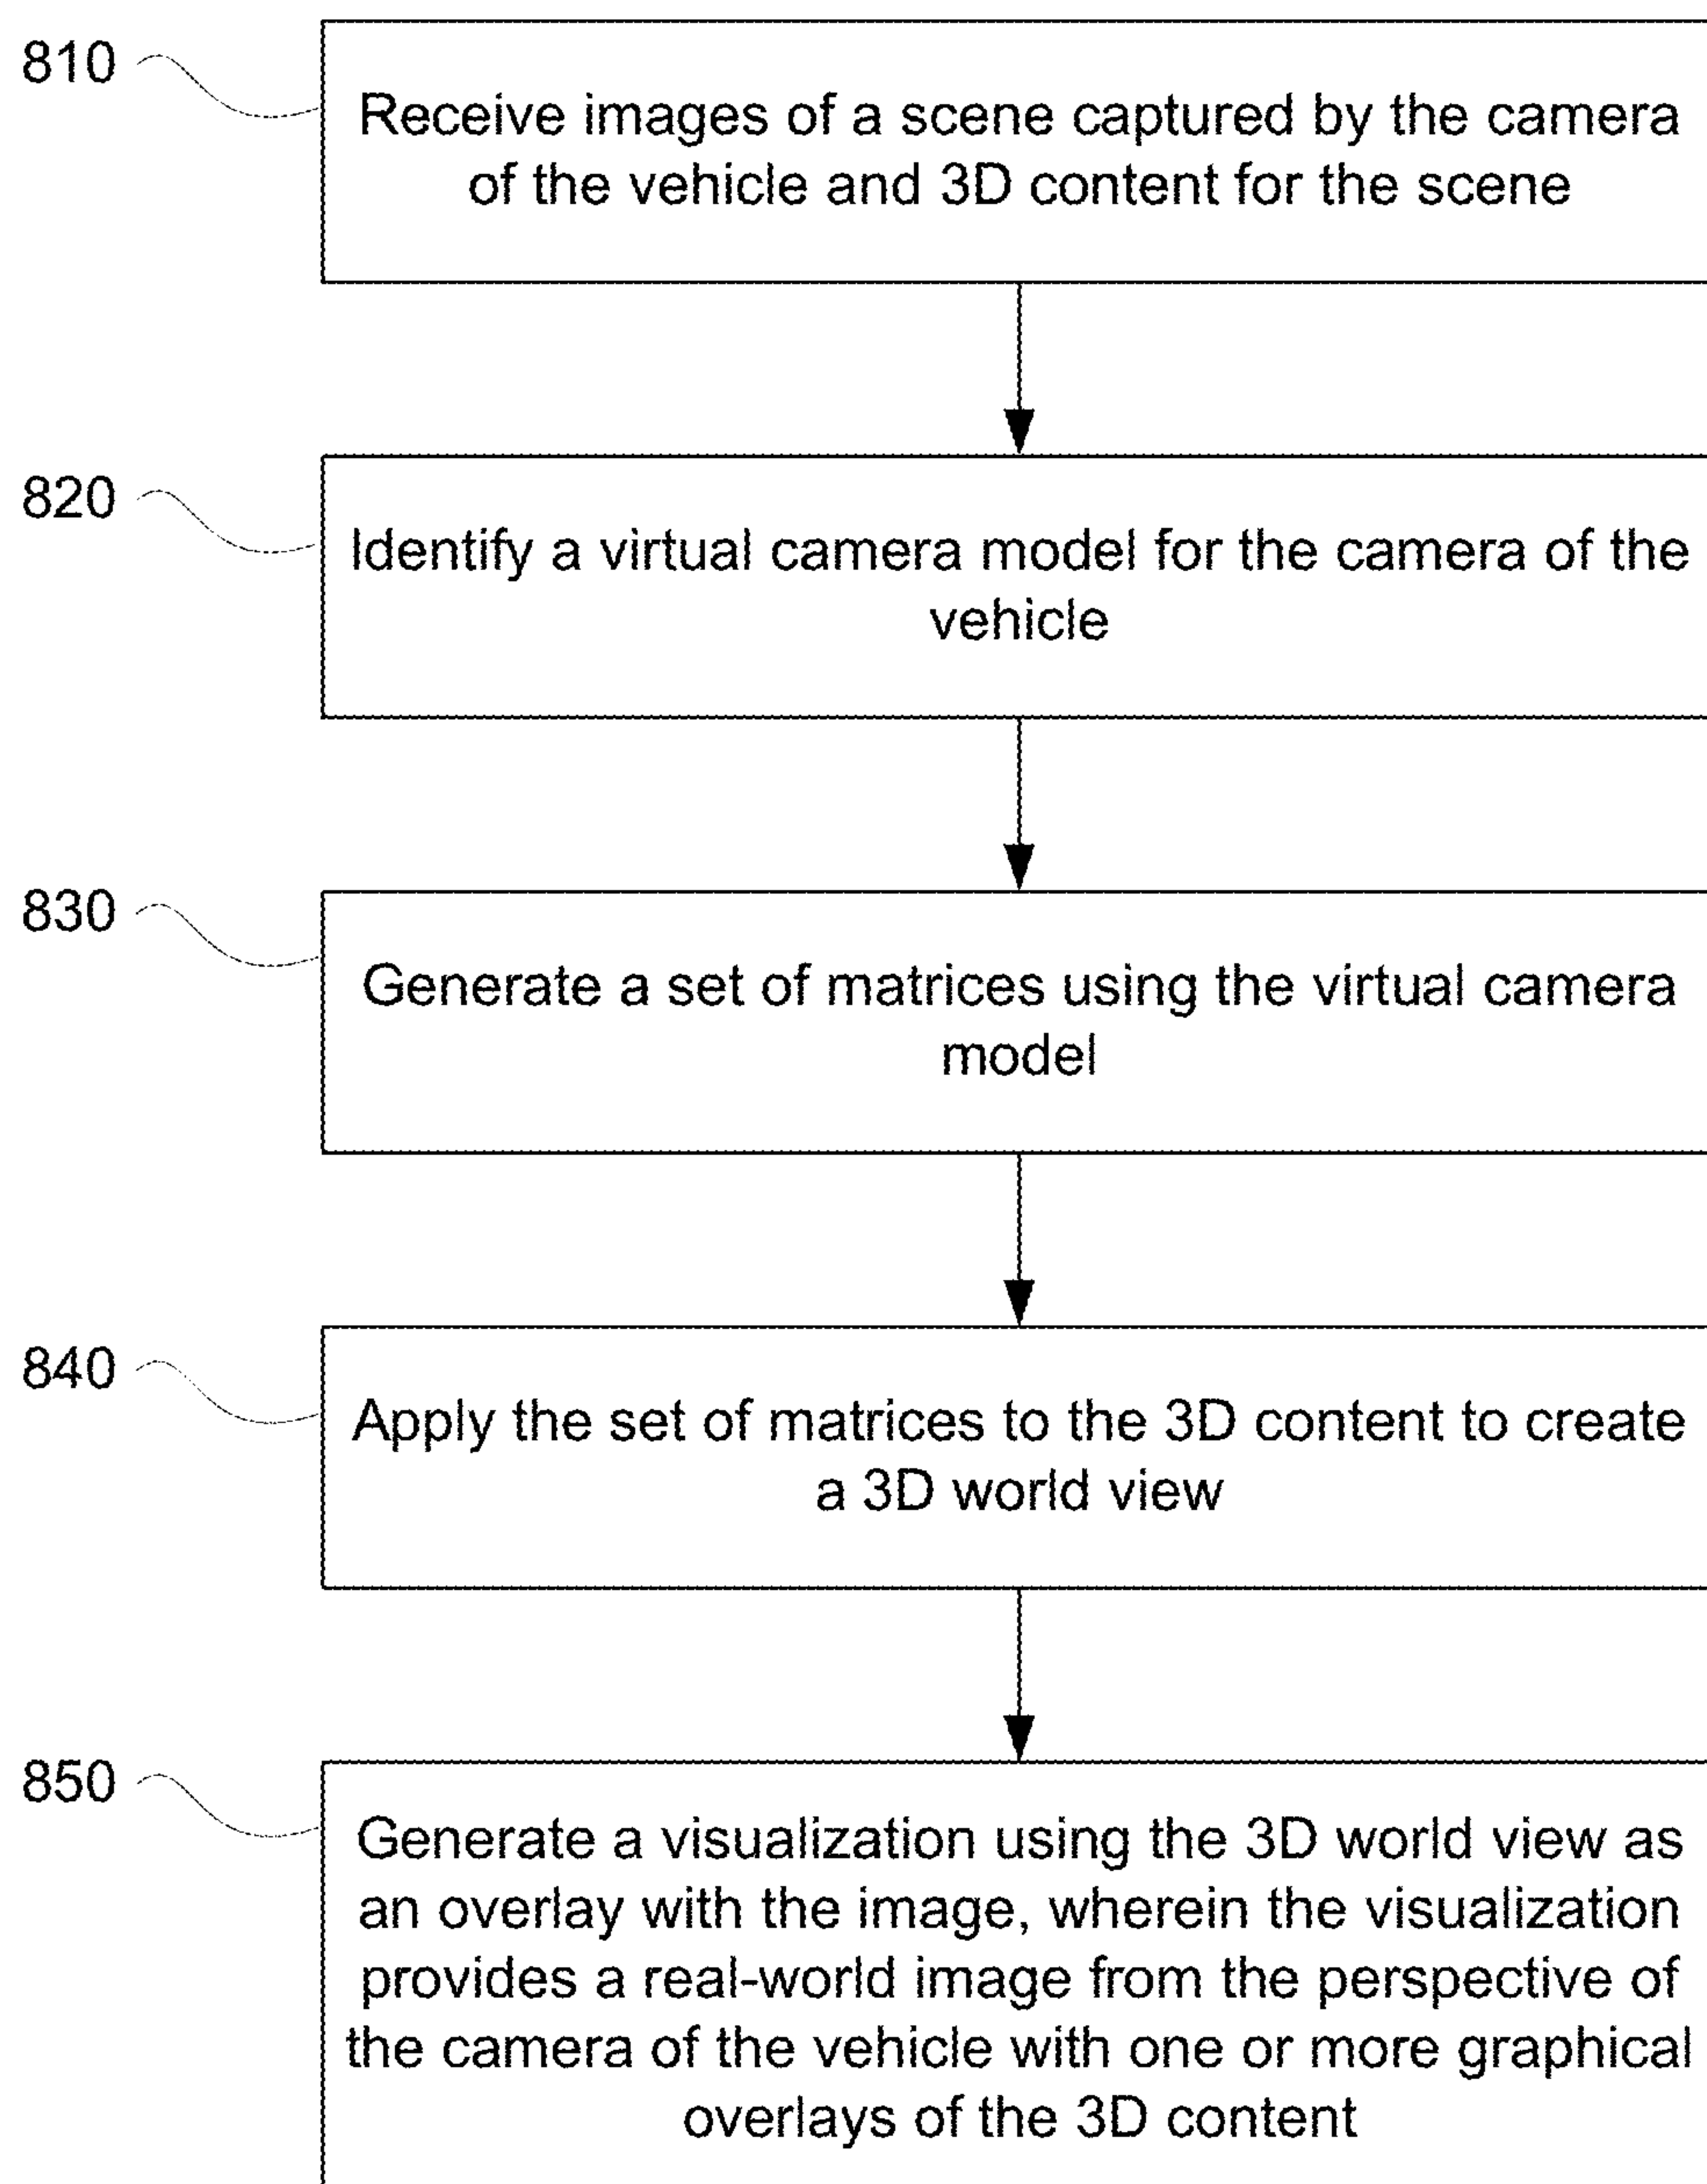 810
Receive images of a scene captured by the camera
of the vehicle and 3D content for the scene
820
Identify a virtual camera model for the camera of the
vehicle
830
Generate a set of matrices using the virtual camera
model
840
Apply the set of matrices to the 3D content to create
a 3D world view
850
Generate a visualization using the 3D world view as
an overlay with the image, wherein the visualization
provides a real-world image from the perspective of
the camera of the vehicle with one or more graphical
overlays of the 3D content